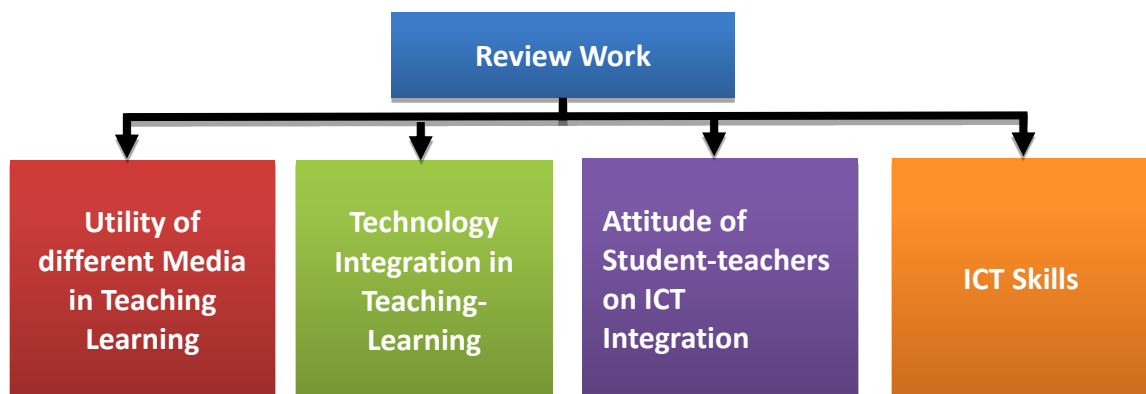 Review Work
Utility of
different Media
in Teaching
Learning
Technology
Integration in
Teaching-
Learning
Attitude of
Student-teachers
on ICT
Integration
ICT Skills